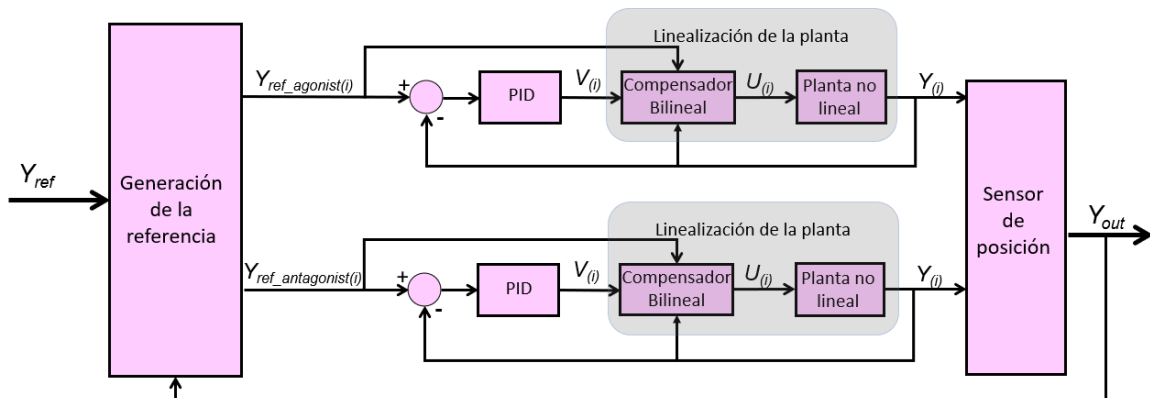 Linealización de la planta
Y_ref_agonist(i)
+
-
PID
V_(i)
Compensador
Bilineal
U_(i)
Planta no
lineal
Y_(i)
Y_ref
Generación
de la
referencia
Sensor
de
posición
Y_out
Linealización de la planta
Y_ref_antagonist(i)
+
-
PID
V_(i)
Compensador
Bilineal
U_(i)
Planta no
lineal
Y_(i)